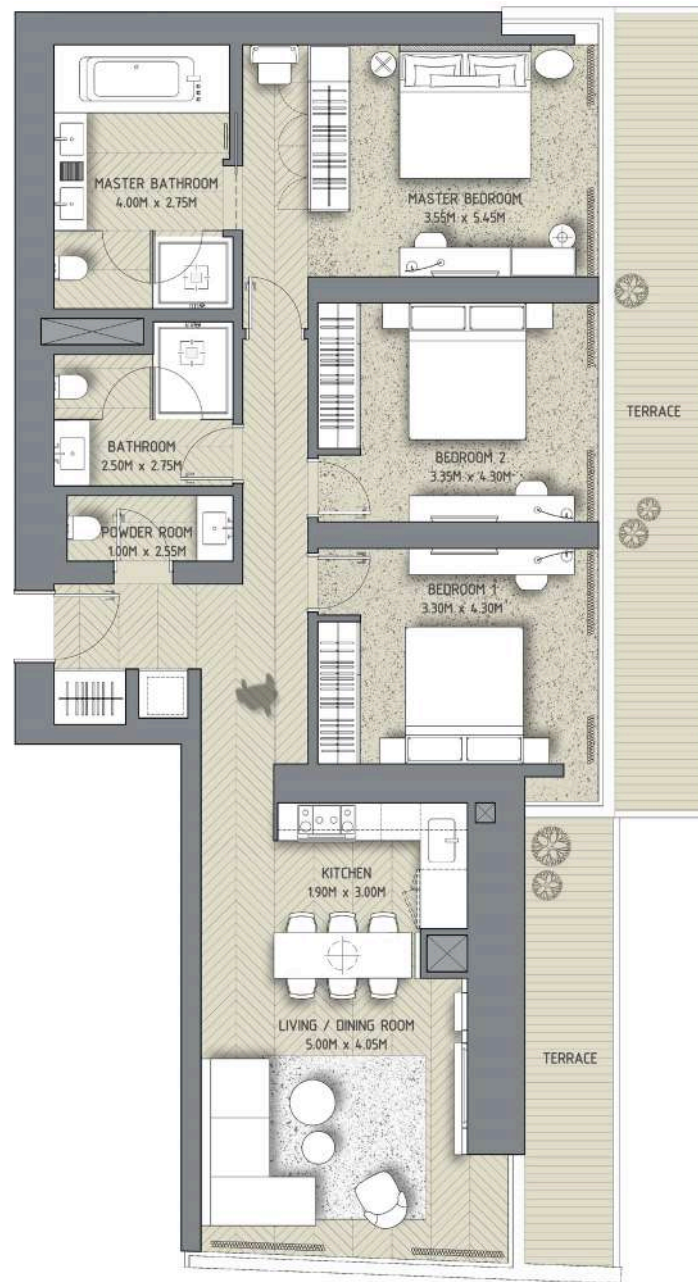 MASTER BATHROOM
4.00M x 2.75M
MASTER BEDROOM
3.55M x 5.45M
TERRACE
BATHROOM
2.50M x 2.75M
BEDROOM 2
3.35M x 4.30M
POWDER ROOM
1.00M x 2.55M
BEDROOM 1
3.30M x 4.30M
KITCHEN
1.90M x 3.00M
LIVING / DINING ROOM
5.00M x 4.05M
TERRACE